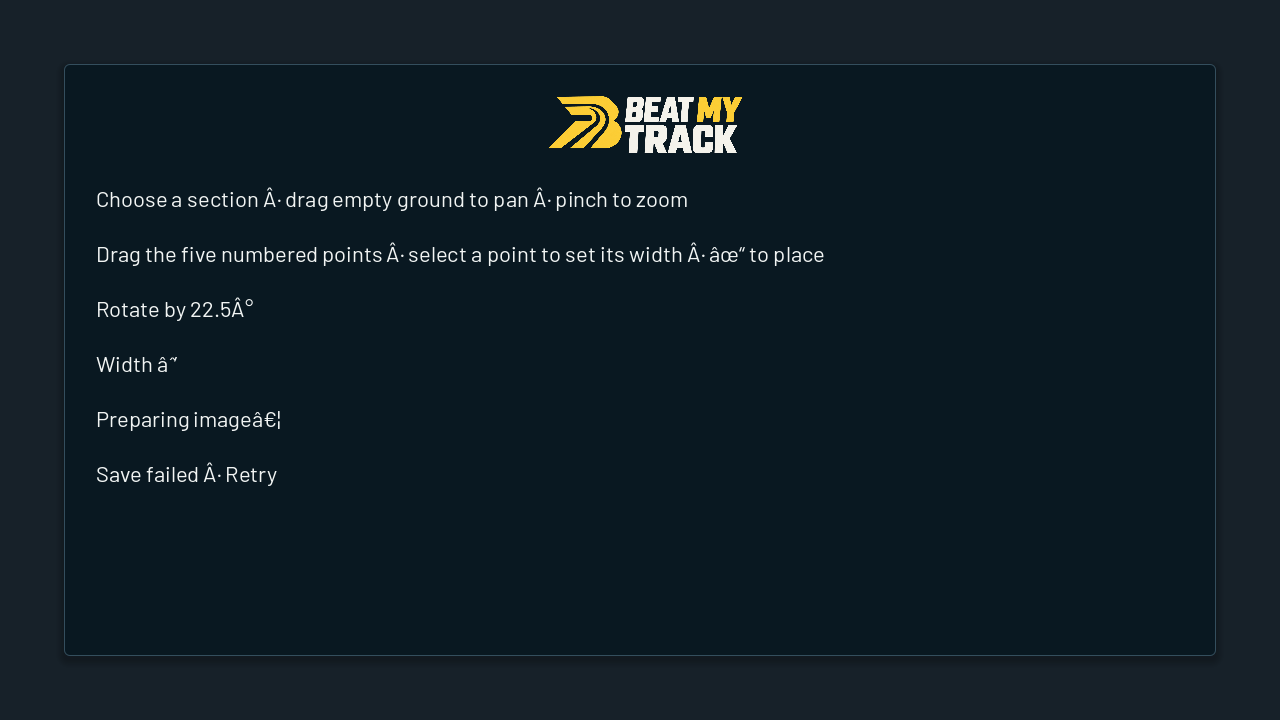 BEAT MY
TRACK
Choose a section Â· drag empty ground to pan Â· pinch to zoom
Drag the five numbered points Â· select a point to set its width Â· âœ“ to place
Rotate by 22.5Â°
Width â˜
Preparing imageâ€¦
Save failed Â· Retry